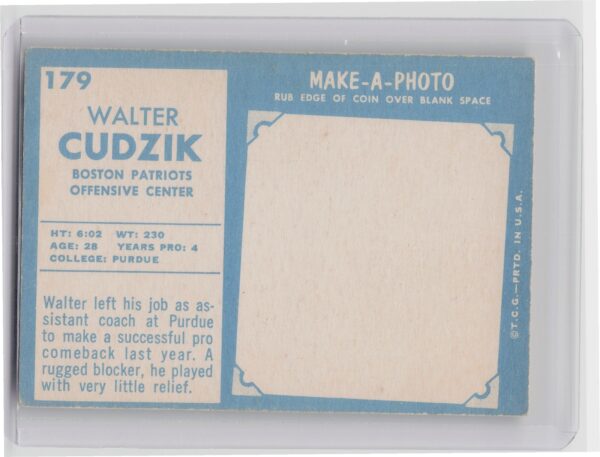 179
WALTER
CUDZIK
BOSTON PATRIOTS
OFFENSIVE CENTER
HT: 6:02 WT: 230
AGE: 28 YEARS PRO: 4
COLLEGE: PURDUE
Walter left his job as as-
sistant coach at Purdue
to make a successful pro
comeback last year. A
rugged blocker, he played
with very little relief.
MAKE-A-PHOTO
RUB EDGE OF COIN OVER BLANK SPACE
©T.C.G.—PRTD. IN U.S.A.